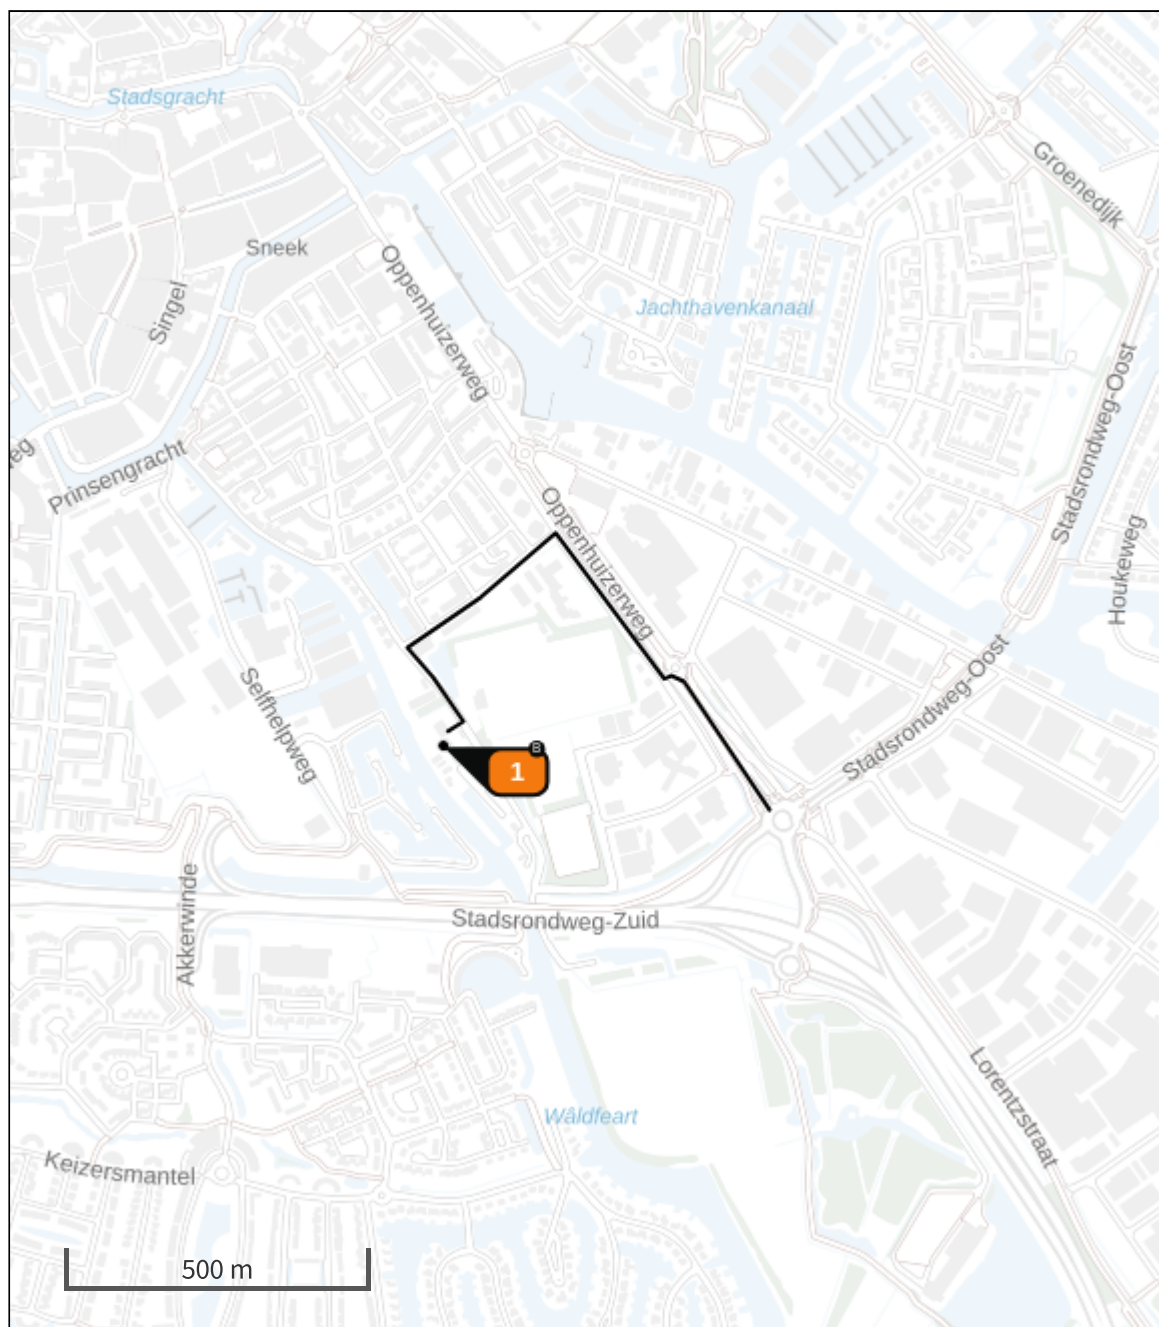 Stadsgracht
Groenedijk
Sneek
Oppenhuizerweg
Singel
Jachthavenkanaal
Stadsrondweg-Oost
eg
Prinsengracht
Oppenhuizerweg
Houkeweg
Selfhelpweg
Stadsrondweg-Oost
B
1
Akkerwinde
Stadsrondweg-Zuid
Lorentzstraat
Wâldfeart
Keizersmantel
500 m